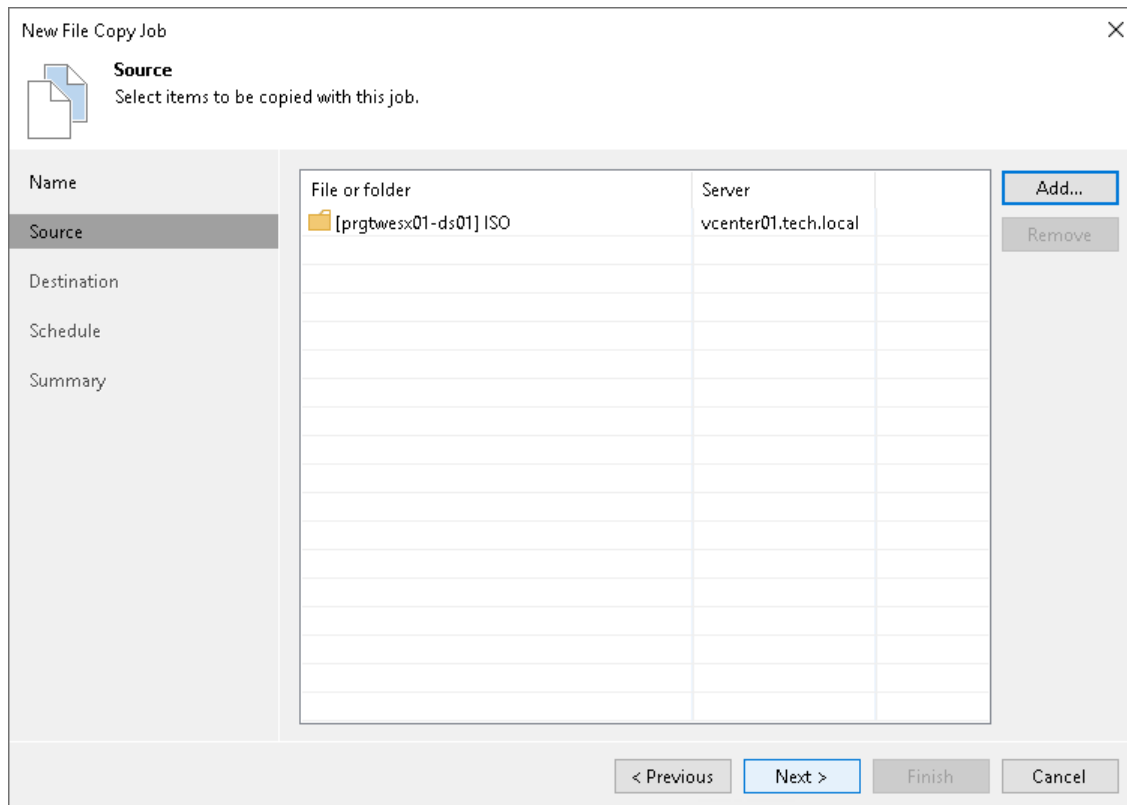 New File Copy Job
Source
Select items to be copied with this job.
Name
Source
Destination
Schedule
Summary
File or folder Server
[prgtwesx01-ds01] ISO vcenter01.tech.local
Add...
Remove
< Previous Next > Finish Cancel